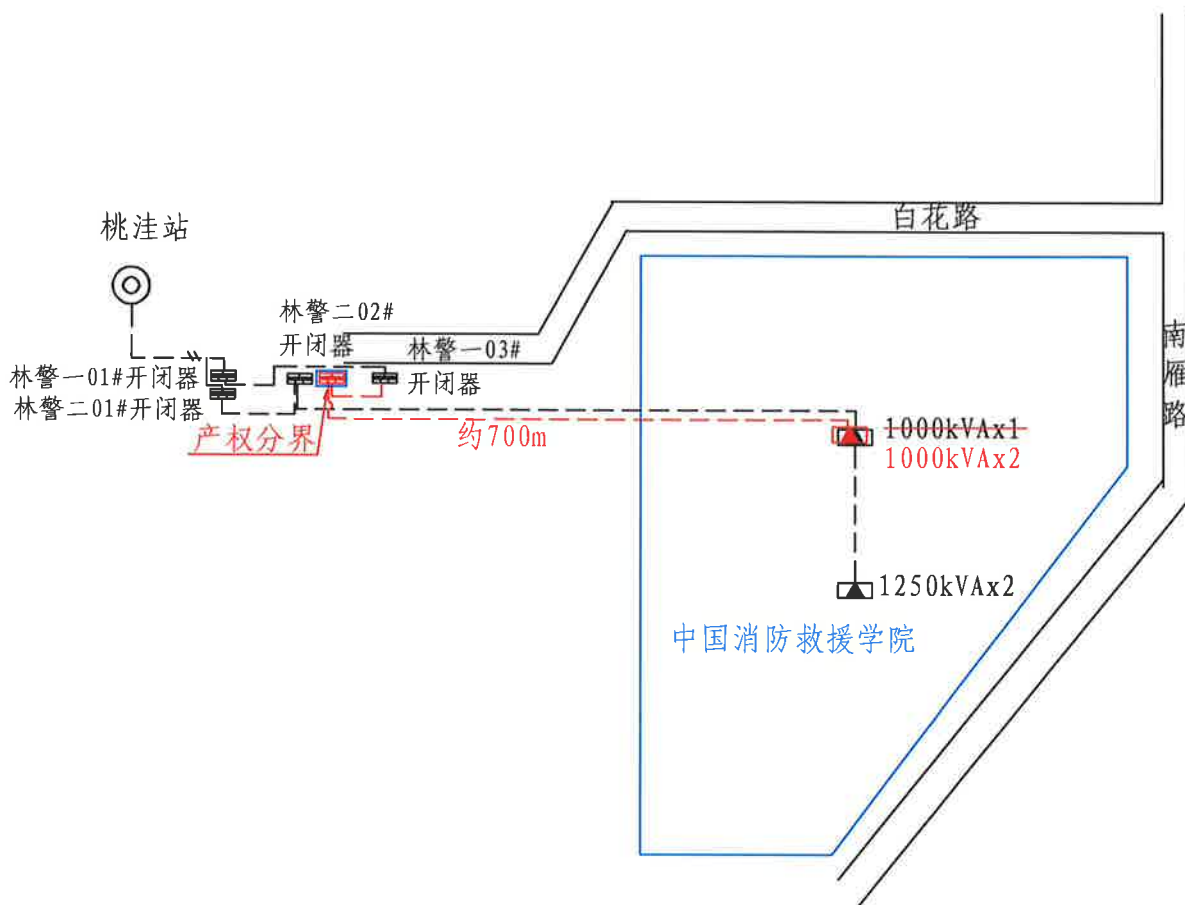 白花路
桃洼站
林警二02#
开闭器
林警一03#
开闭器
林警一01#开闭器
林警二01#开闭器
产权分界
约700m
南雁路
1000kVAx1
1000kVAx2
1250kVAx2
中国消防救援学院